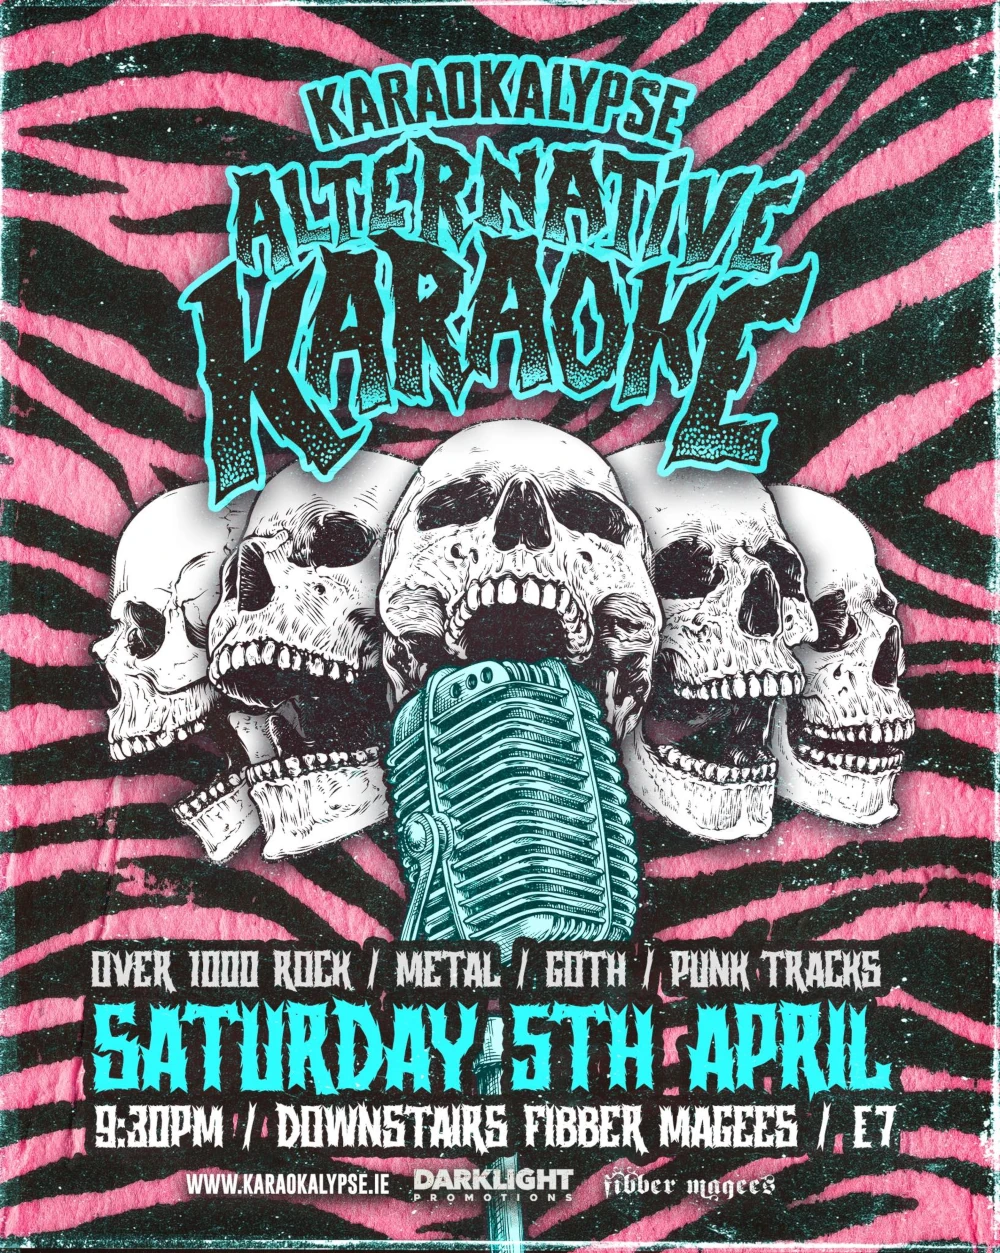 KARAOKALYPSE
ALTERNATIVE
KARAOKE
OVER 1000 ROCK / METAL / GOTH / PUNK TRACKS
SATURDAY 5TH APRIL
9:30PM / DOWNSTAIRS FIBBER MAGEES / E7
WWW.KARAOKALYPSE.IE DARKLIGHT PROMOTIONS fibber magees